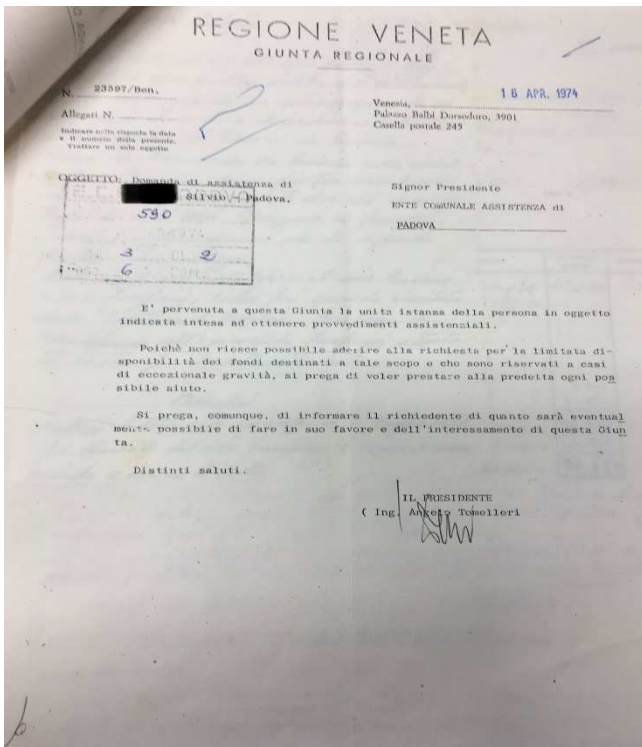 REGIONE VENETA
GIUNTA REGIONALE
N. 23597/Ben.
Allegati N.
Indicare nella risposta la data
e il numero della presente.
Trattare un solo oggetto
16 APR. 1974
Venezia,
Palazzo Balbi Dorsoduro, 3901
Casella postale 245
OGGETTO: Domanda di assistenza di
Silvio - Padova.
590
3 2
6
Signor Presidente
ENTE COMUNALE ASSISTENZA di
PADOVA
E' pervenuta a questa Giunta la unita istanza della persona in oggetto
indicata intesa ad ottenere provvedimenti assistenziali.
Poichè non riesce possibile aderire alla richiesta per la limitata di-
sponibilità dei fondi destinati a tale scopo e che sono riservati a casi
di eccezionale gravità, si prega di voler prestare alla predetta ogni pos
sibile aiuto.
Si prega, comunque, di informare il richiedente di quanto sarà eventual
mente possibile di fare in suo favore e dell'interessamento di questa Giun
ta.
Distinti saluti.
IL PRESIDENTE
( Ing. Angelo Tomelleri